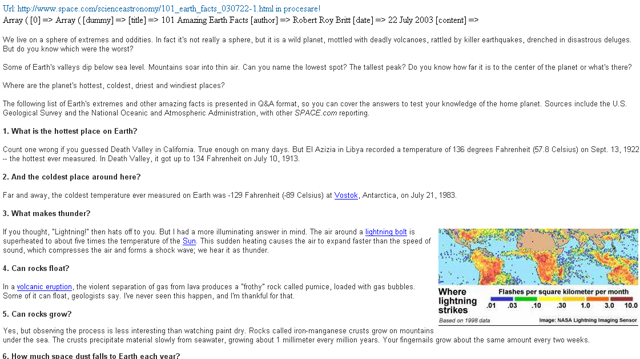 Url: http://www.space.com/scienceastronomy/101_earth_facts_030722-1.html in procesare!
Array ( [0] => Array ( [dummy] => [title] => 101 Amazing Earth Facts [author] => Robert Roy Britt [date] => 22 July 2003 [content] =>
We live on a sphere of extremes and oddities. In fact it's not really a sphere, but it is a wild planet, mottled with deadly volcanoes, rattled by killer earthquakes, drenched in disastrous deluges.
But do you know which were the worst?
Some of Earth's valleys dip below sea level. Mountains soar into thin air. Can you name the lowest spot? The tallest peak? Do you know how far it is to the center of the planet or what's there?
Where are the planet's hottest, coldest, driest and windiest places?
The following list of Earth's extremes and other amazing facts is presented in Q&A format, so you can cover the answers to test your knowledge of the home planet. Sources include the U.S.
Geological Survey and the National Oceanic and Atmospheric Administration, with other SPACE.com reporting.
1. What is the hottest place on Earth?
Count one wrong if you guessed Death Valley in California. True enough on many days. But El Azizia in Libya recorded a temperature of 136 degrees Fahrenheit (57.8 Celsius) on Sept. 13, 1922
-- the hottest ever measured. In Death Valley, it got up to 134 Fahrenheit on July 10, 1913.
2. And the coldest place around here?
Far and away, the coldest temperature ever measured on Earth was -129 Fahrenheit (-89 Celsius) at Vostok, Antarctica, on July 21, 1983.
3. What makes thunder?
If you thought, "Lightning!" then hats off to you. But I had a more illuminating answer in mind. The air around a lightning bolt is
superheated to about five times the temperature of the Sun. This sudden heating causes the air to expand faster than the speed of
sound, which compresses the air and forms a shock wave; we hear it as thunder.
4. Can rocks float?
In a volcanic eruption, the violent separation of gas from lava produces a "frothy" rock called pumice, loaded with gas bubbles.
Some of it can float, geologists say. I've never seen this happen, and I'm thankful for that.
5. Can rocks grow?
Yes, but observing the process is less interesting than watching paint dry. Rocks called iron-manganese crusts grow on mountains
under the sea. The crusts precipitate material slowly from seawater, growing about 1 millimeter every million years. Your fingernails grow about the same amount every two weeks.
6. How much space dust falls to Earth each year?
Where
lightning
strikes
Based on 1998 data
Flashes per square kilometer per month
.01 .03 .10 .30 1.0 3.0 10.0
Image: NASA Lightning Imaging Sensor